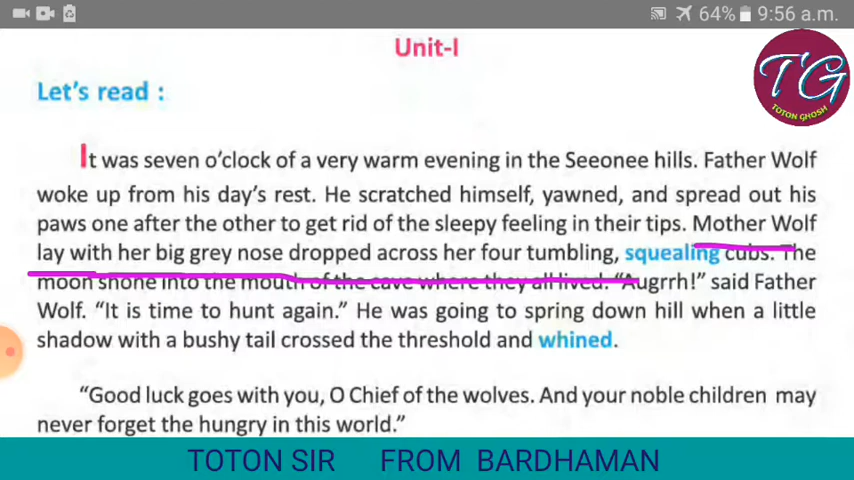 64% 9:56 a.m.
Unit-I
TG
TOTON GHOSH
Let's read :
It was seven o'clock of a very warm evening in the Seeonee hills. Father Wolf
woke up from his day's rest. He scratched himself, yawned, and spread out his
paws one after the other to get rid of the sleepy feeling in their tips. Mother Wolf
lay with her big grey nose dropped across her four tumbling, squealing cubs. The
moon shone into the mouth of the cave where they all lived. “Augrrh!” said Father
Wolf. “It is time to hunt again.” He was going to spring down hill when a little
shadow with a bushy tail crossed the threshold and whined.
“Good luck goes with you, O Chief of the wolves. And your noble children may
never forget the hungry in this world.”
TOTON SIR FROM BARDHAMAN